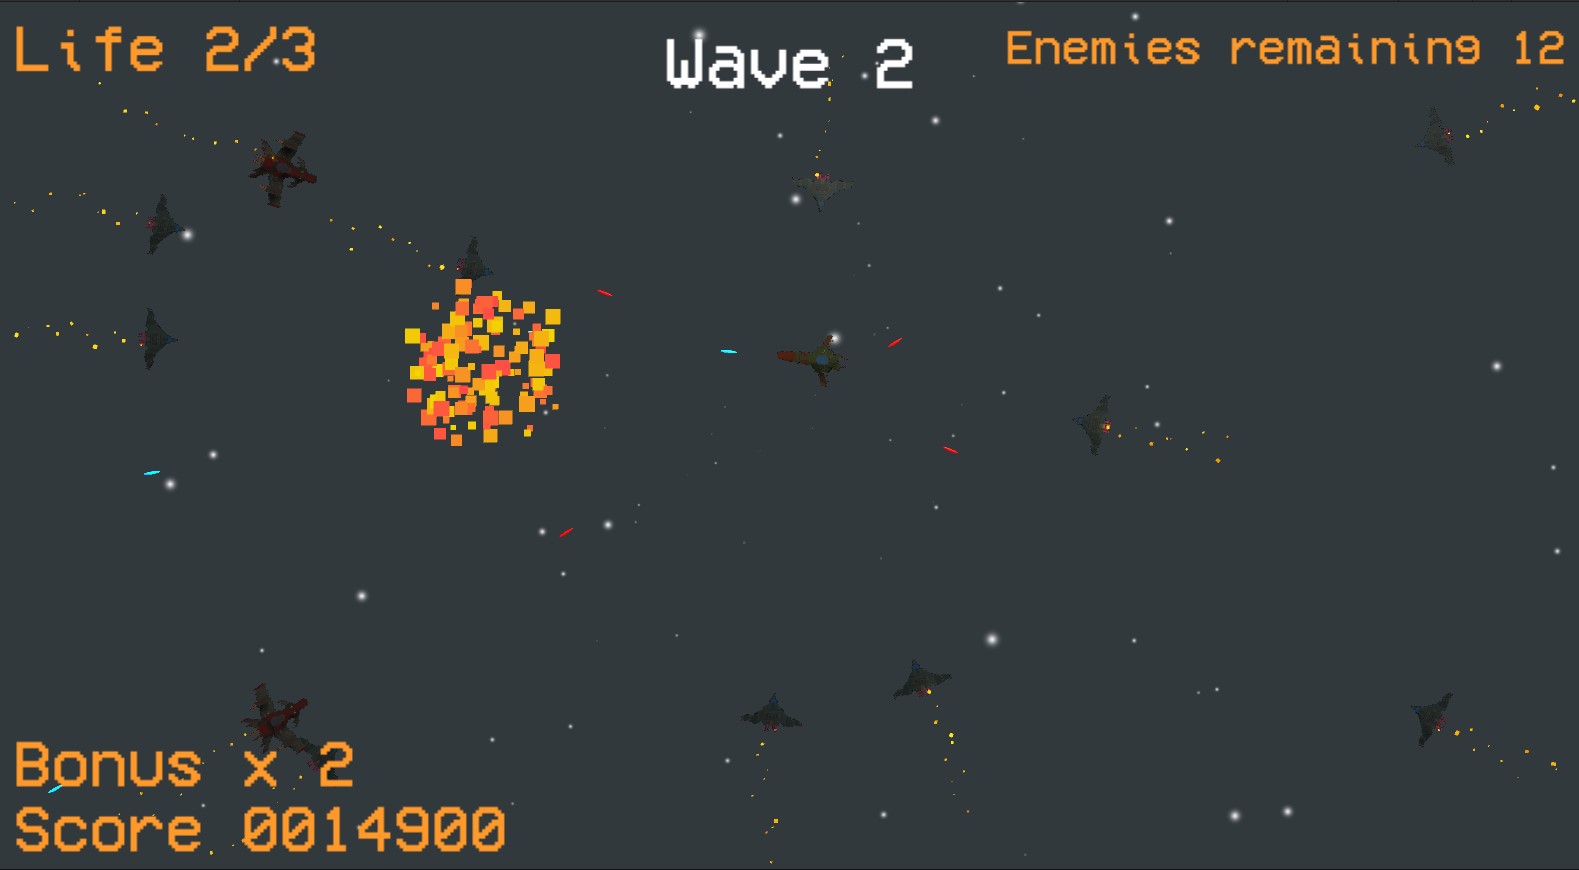 Life 2/3
Wave 2
Enemies remaining 12
Bonus x 2
Score 0014900